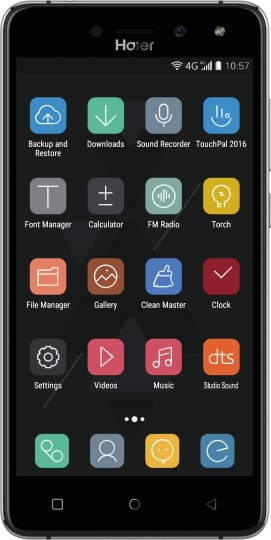 Haier
4G 10:57
Backup and Restore
Downloads
Sound Recorder
TouchPal 2016
Font Manager
Calculator
FM Radio
Torch
File Manager
Gallery
Clean Master
Clock
Settings
Videos
Music
dts
Studio Sound